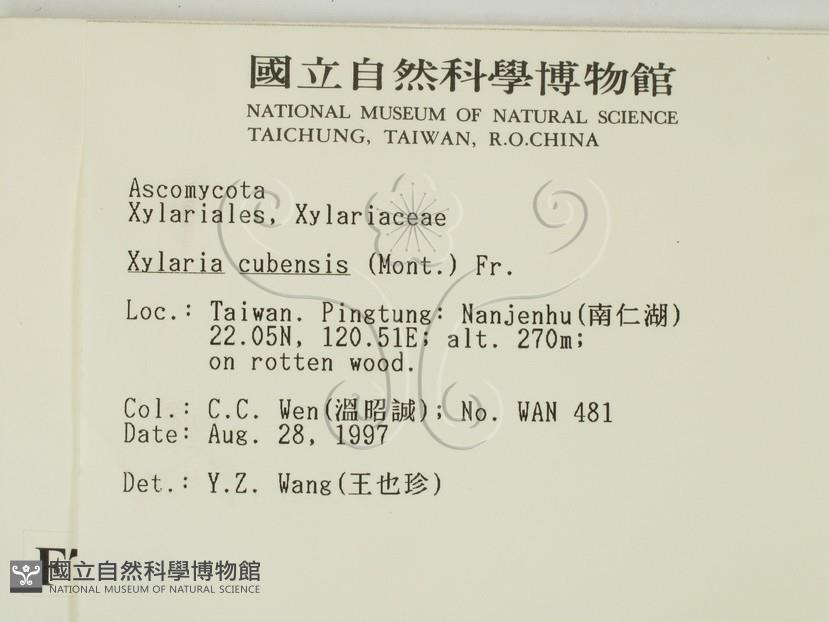 國立自然科學博物館
NATIONAL MUSEUM OF NATURAL SCIENCE
TAICHUNG, TAIWAN, R.O.CHINA
Ascomycota
Xylariales, Xylariaceae
Xylaria cubensis (Mont.) Fr.
Loc.: Taiwan. Pingtung: Nanjenhu(南仁湖)
22.05N, 120.51E; alt. 270m;
on rotten wood.
Col.: C.C. Wen(溫昭誠); No. WAN 481
Date: Aug. 28, 1997
Det.: Y.Z. Wang(王也珍)
國立自然科學博物館
NATIONAL MUSEUM OF NATURAL SCIENCE